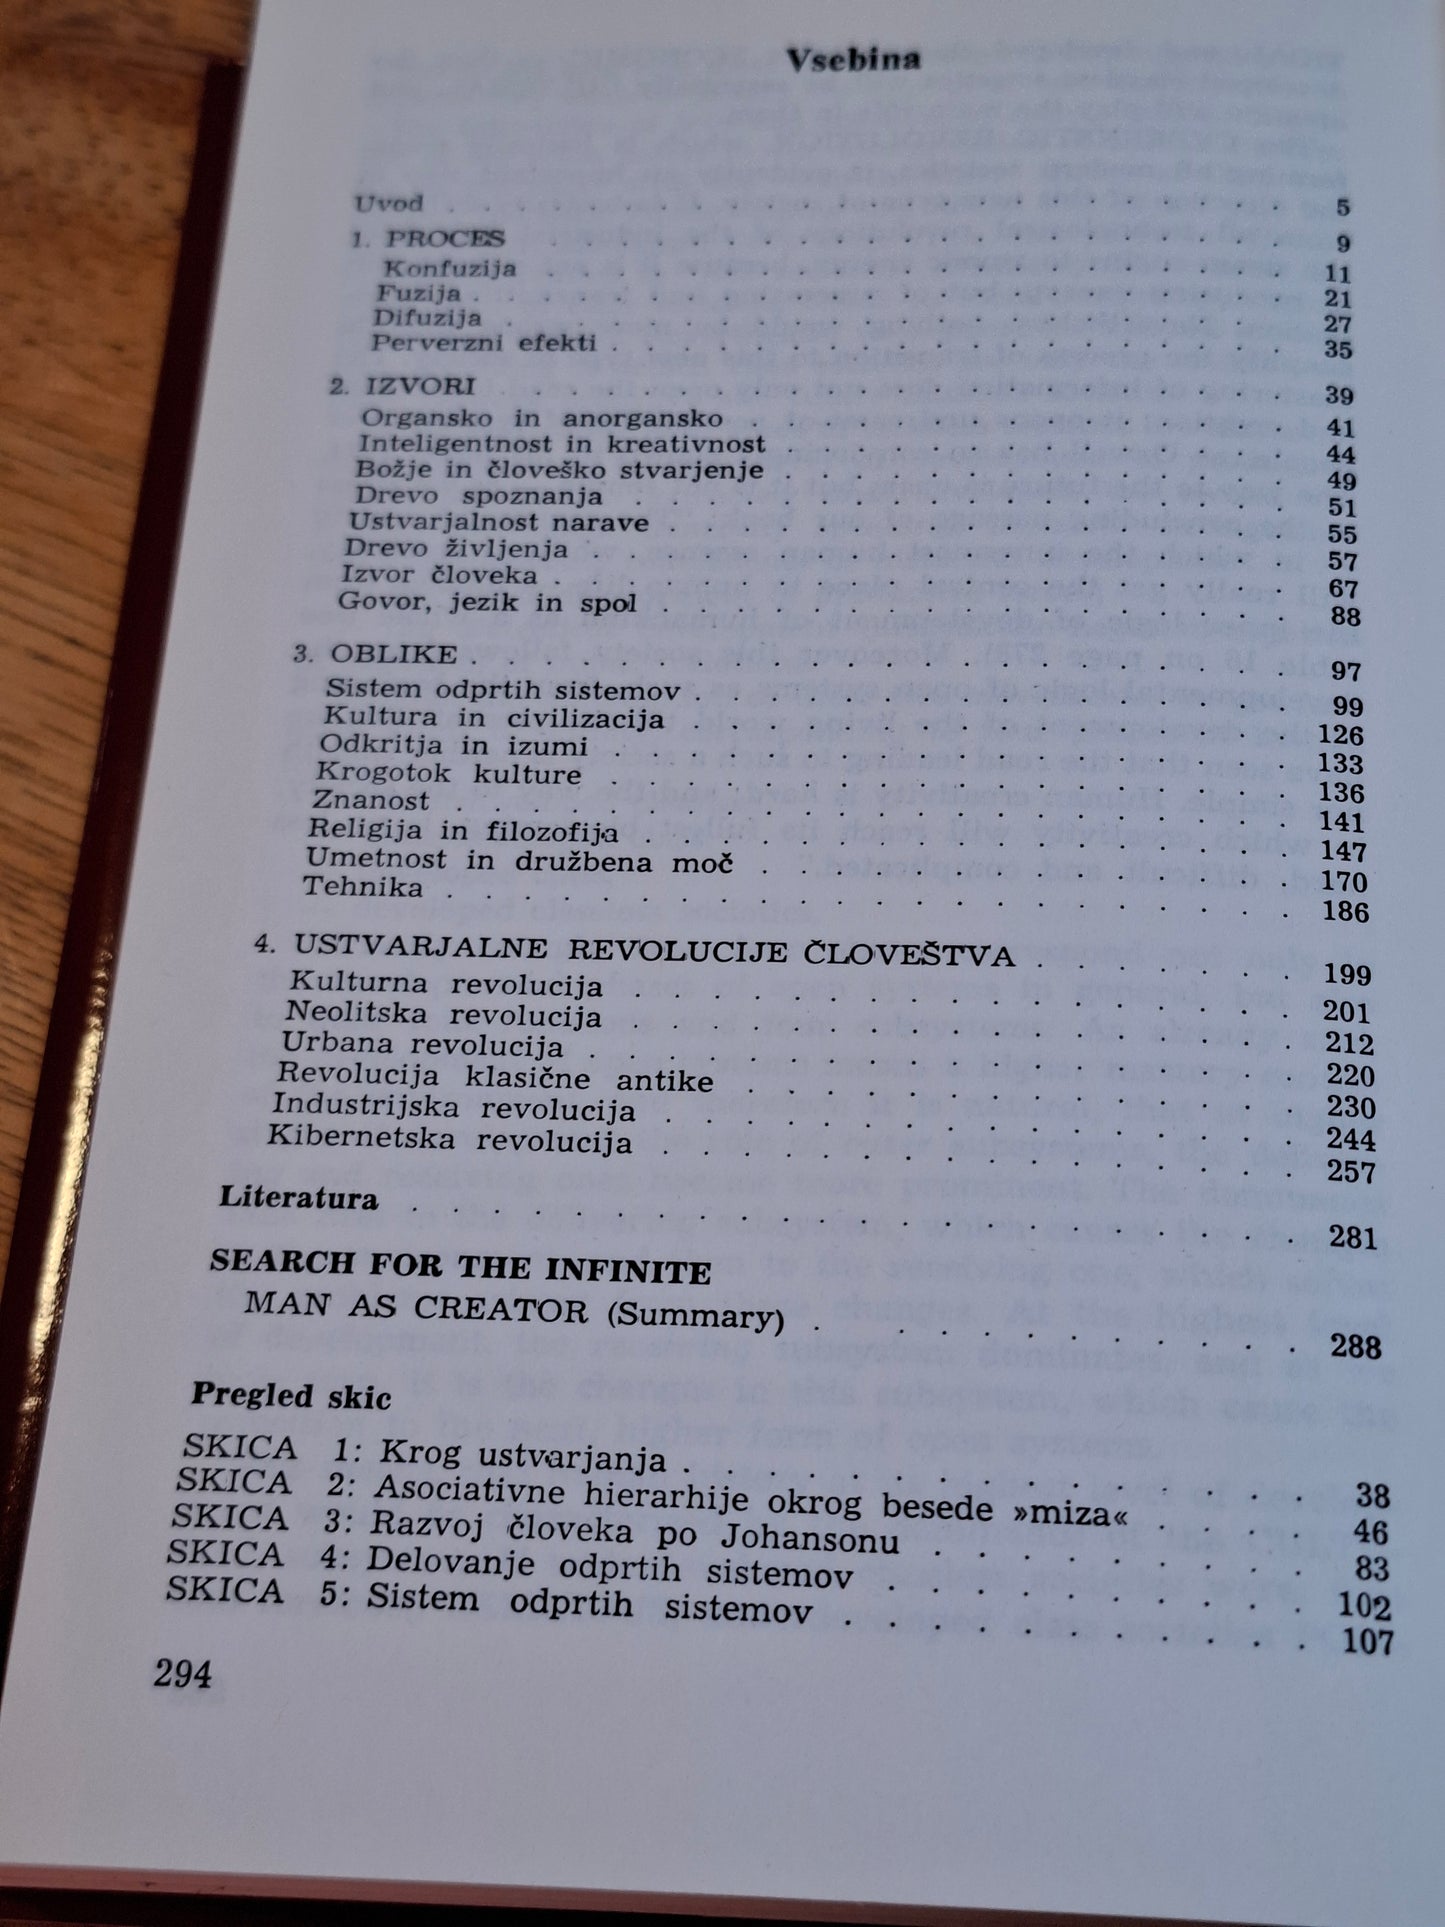 Vsebina
Uvod . . . . . . . . . . . . . . . . . . . . 5
1. PROCES . . . . . . . . . . . . . . . . . . 9
Konfuzija . . . . . . . . . . . . . . . . . . 11
Fuzija . . . . . . . . . . . . . . . . . . . 21
Difuzija . . . . . . . . . . . . . . . . . . 27
Perverzni efekti . . . . . . . . . . . . . . . 35
2. IZVORI . . . . . . . . . . . . . . . . . . 39
Organsko in anorgansko . . . . . . . . . . . . 41
Inteligentnost in kreativnost . . . . . . . . . . 44
Božje in človeško stvarjenje . . . . . . . . . . 49
Drevo spoznanja . . . . . . . . . . . . . . . 51
Ustvarjalnost narave . . . . . . . . . . . . . 55
Drevo življenja . . . . . . . . . . . . . . . 57
Izvor človeka . . . . . . . . . . . . . . . . 67
Govor, jezik in spol . . . . . . . . . . . . . 88
3. OBLIKE . . . . . . . . . . . . . . . . . . 97
Sistem odprtih sistemov . . . . . . . . . . . . 99
Kultura in civilizacija . . . . . . . . . . . . 126
Odkritja in izumi . . . . . . . . . . . . . . 133
Krogotok kulture . . . . . . . . . . . . . . 136
Znanost . . . . . . . . . . . . . . . . . . 141
Religija in filozofija . . . . . . . . . . . . . 147
Umetnost in družbena moč . . . . . . . . . . . 170
Tehnika . . . . . . . . . . . . . . . . . . 186
4. USTVARJALNE REVOLUCIJE ČLOVEŠTVA . . . . . . . 199
Kulturna revolucija . . . . . . . . . . . . . 201
Neolitska revolucija . . . . . . . . . . . . . 212
Urbana revolucija . . . . . . . . . . . . . . 220
Revolucija klasične antike . . . . . . . . . . . 230
Industrijska revolucija . . . . . . . . . . . . 244
Kibernetska revolucija . . . . . . . . . . . . 257
Literatura . . . . . . . . . . . . . . . . . 281
SEARCH FOR THE INFINITE
MAN AS CREATOR (Summary) . . . . . . . . . . . 288
Pregled skic
SKICA 1: Krog ustvarjanja . . . . . . . . . . . . 38
SKICA 2: Asociativne hierarhije okrog besede »miza« . . . . 46
SKICA 3: Razvoj človeka po Johansonu . . . . . . . . 83
SKICA 4: Delovanje odprtih sistemov . . . . . . . . . 102
SKICA 5: Sistem odprtih sistemov . . . . . . . . . . 107
294